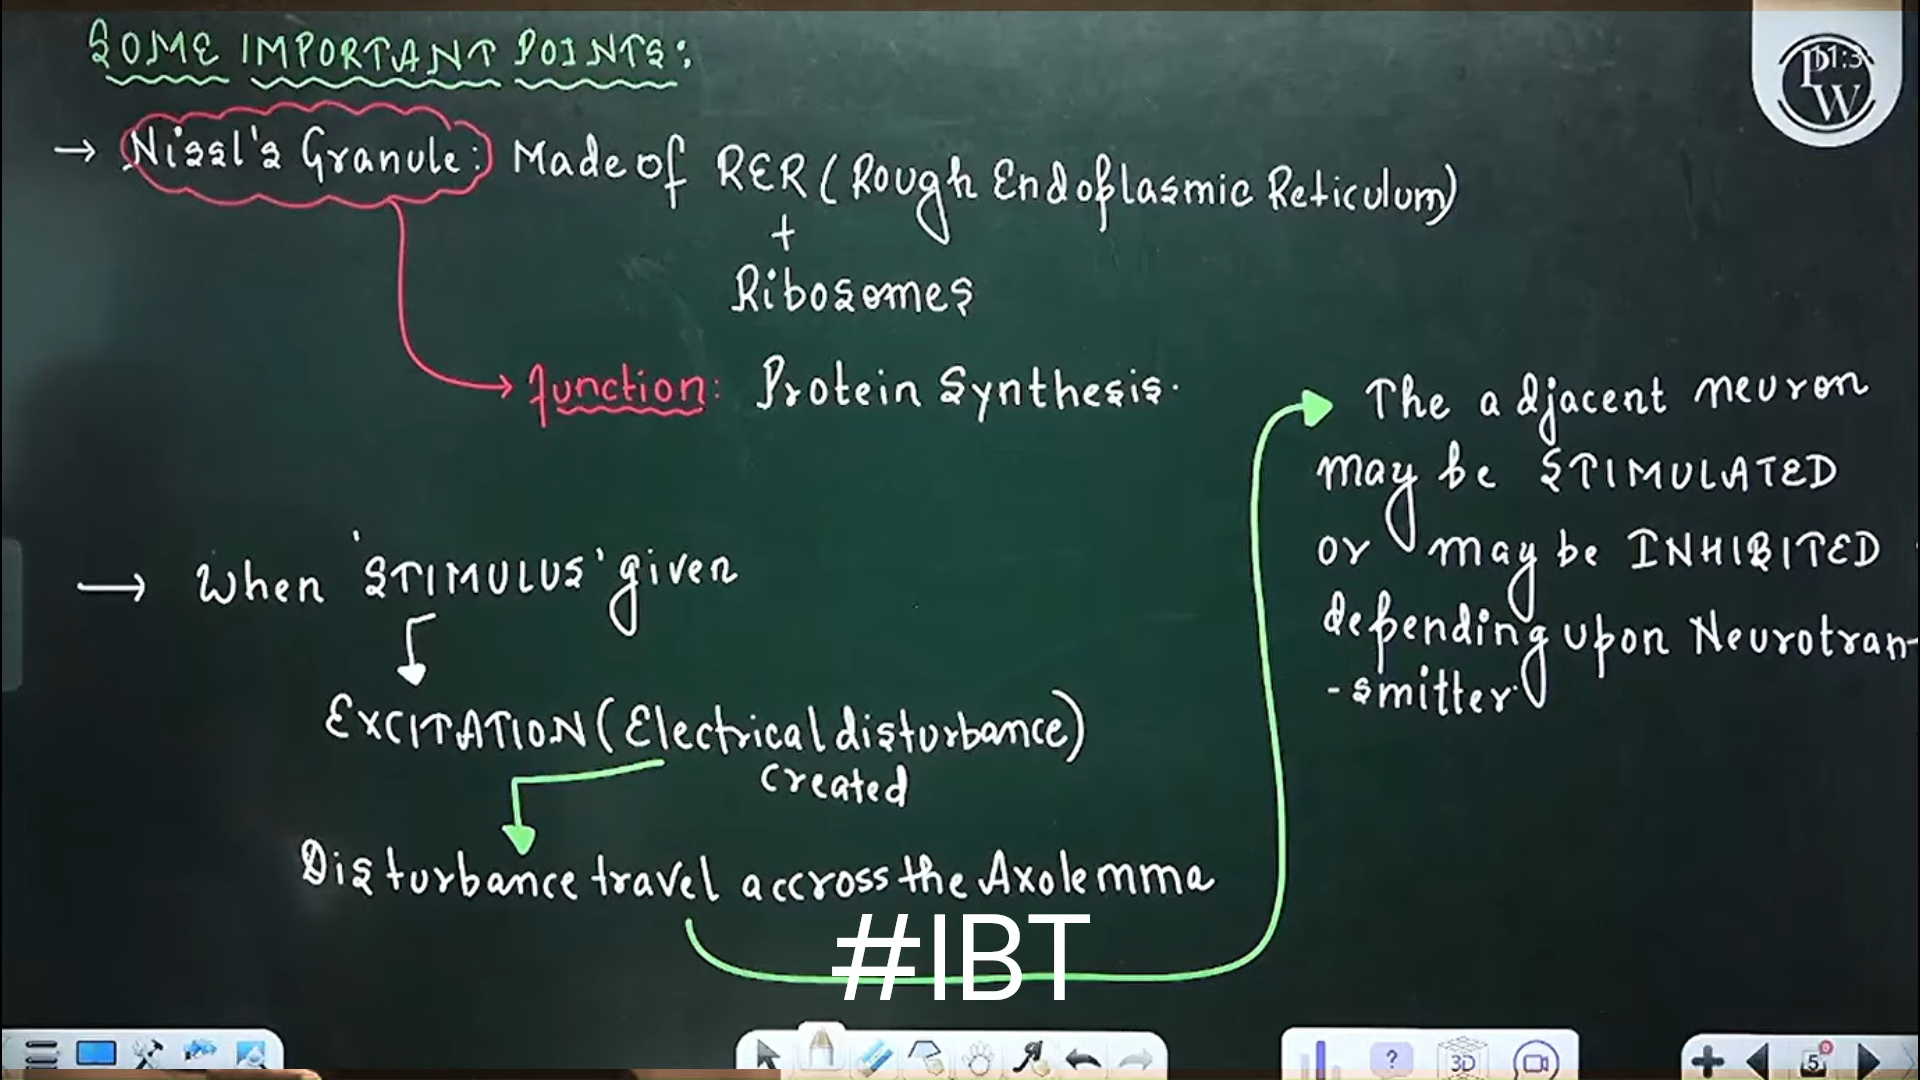 SOME IMPORTANT POINTS:
→ Nissl's Granule: Made of RER (Rough Endoplasmic Reticulum)
+
Ribosomes
function: Protein Synthesis.
→ When 'STIMULUS' given
EXCITATION (Electrical disturbance)
created
Disturbance travel accross the Axolemma
The adjacent neuron
may be STIMULATED
or may be INHIBITED
depending upon Neurotran-
-smitter.
#IBT
PW
3D
?
5